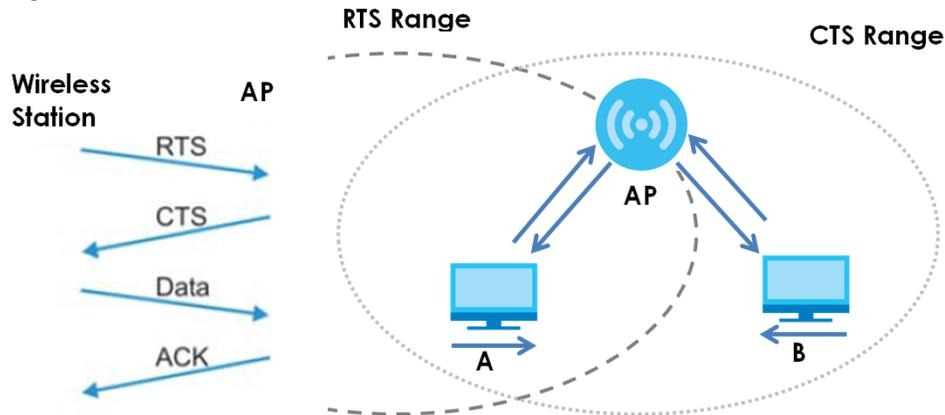 RTS Range
CTS Range
Wireless
Station
AP
RTS
CTS
Data
ACK
AP
A
B